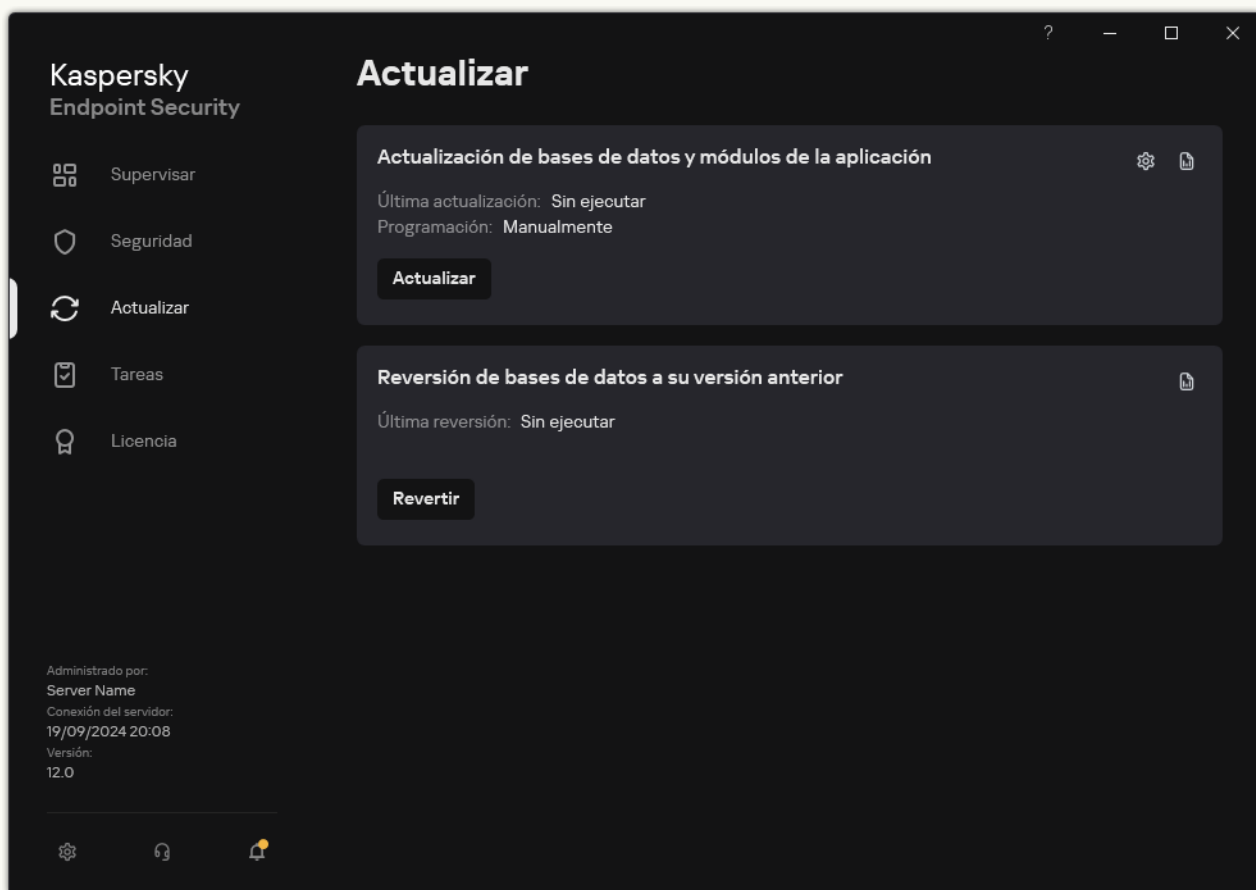 ?
Kaspersky
Endpoint Security
Supervisar
Seguridad
Actualizar
Tareas
Licencia
Administrado por:
Server Name
Conexión del servidor:
19/09/2024 20:08
Versión:
12.0
Actualizar
Actualización de bases de datos y módulos de la aplicación
Última actualización: Sin ejecutar
Programación: Manualmente
Actualizar
Reversión de bases de datos a su versión anterior
Última reversión: Sin ejecutar
Revertir